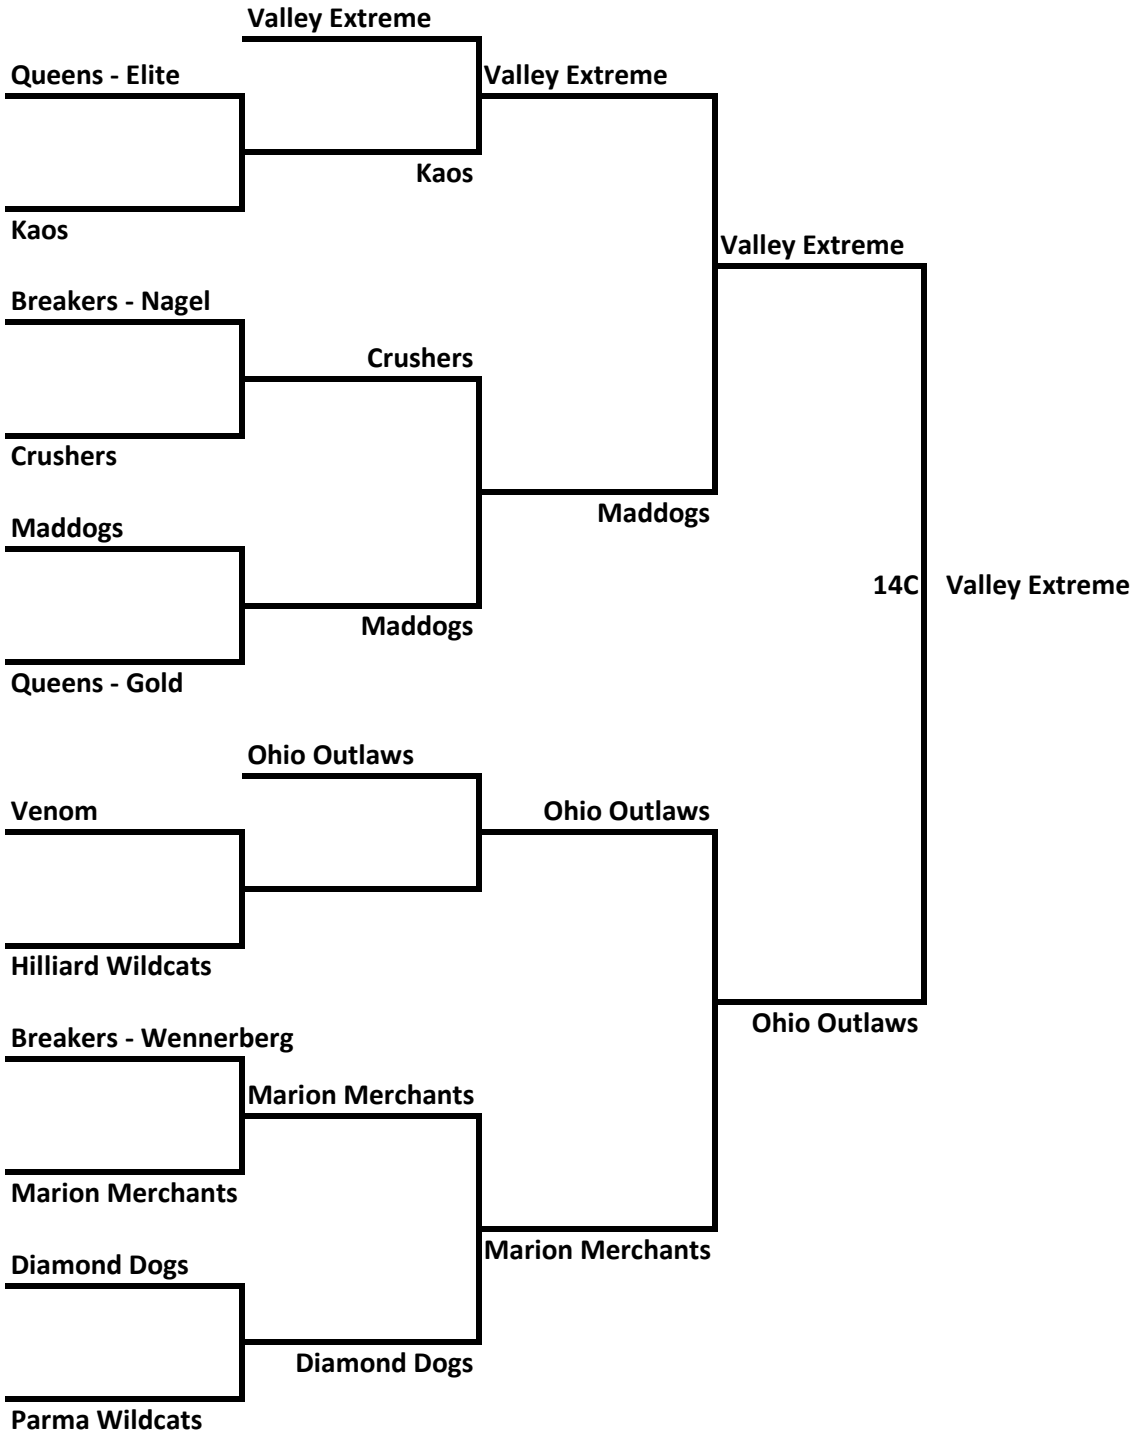 Valley Extreme
Queens - Elite
Valley Extreme
Kaos
Kaos
Valley Extreme
Breakers - Nagel
Crushers
Crushers
Maddogs
Maddogs
14C
Valley Extreme
Maddogs
Queens - Gold
Ohio Outlaws
Venom
Ohio Outlaws
Hilliard Wildcats
Ohio Outlaws
Breakers - Wennerberg
Marion Merchants
Marion Merchants
Marion Merchants
Diamond Dogs
Diamond Dogs
Parma Wildcats